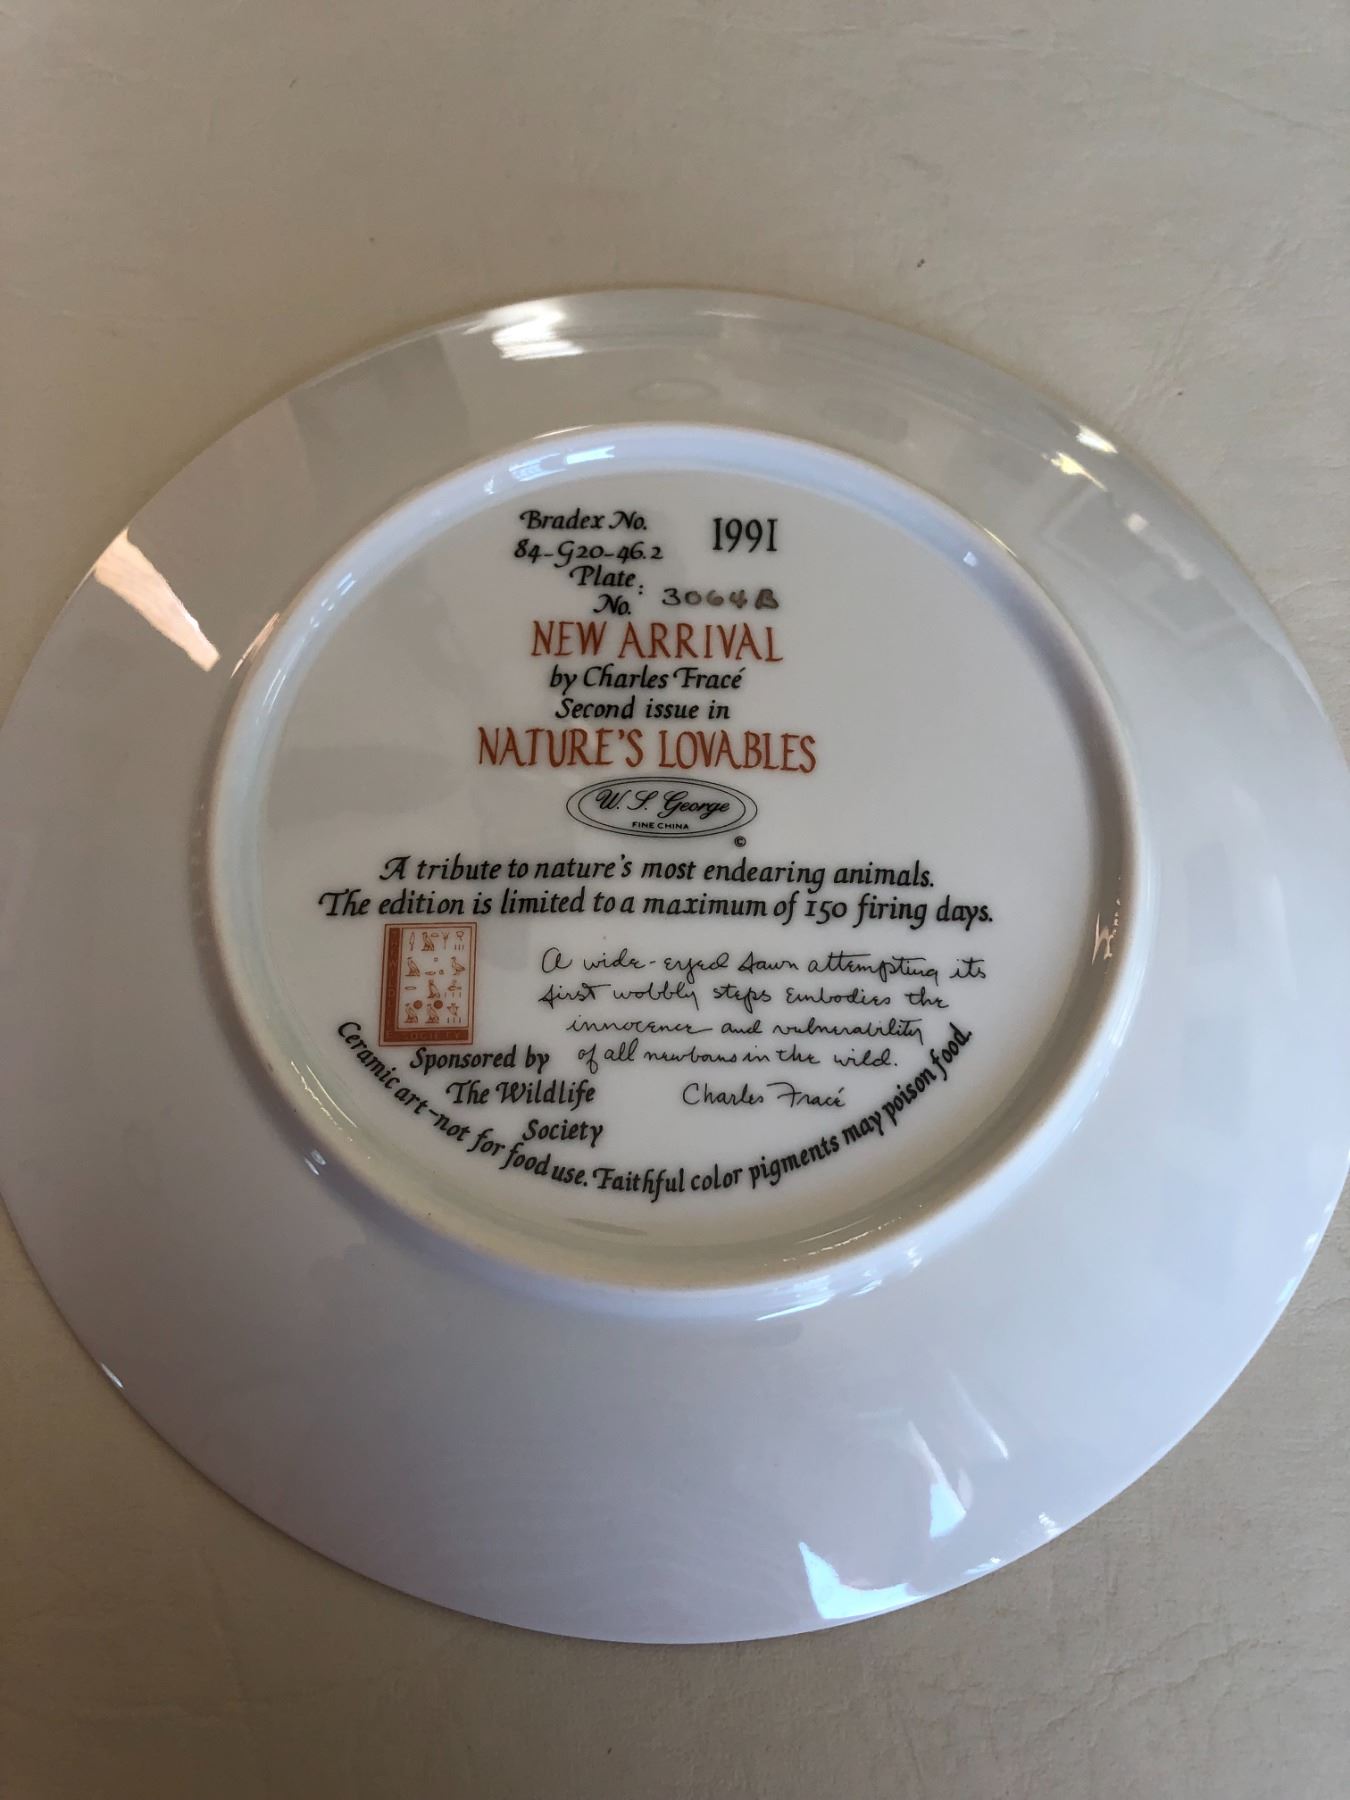 Bradex No.
84-G20-46.2
1991
Plate :
No. 3064B
NEW ARRIVAL
by Charles Fracé
Second issue in
NATURE'S LOVABLES
W. S. George
FINE CHINA
©
A tribute to nature's most endearing animals.
The edition is limited to a maximum of 150 firing days.
THE WILDLIFE
SOCIETY
A wide-eyed fawn attempting its
first wobbly steps embodies the
innocence and vulnerability
of all newborns in the wild.
Charles Fracé
Sponsored by
The Wildlife
Society
Ceramic art-not for food use. Faithful color pigments may poison food.